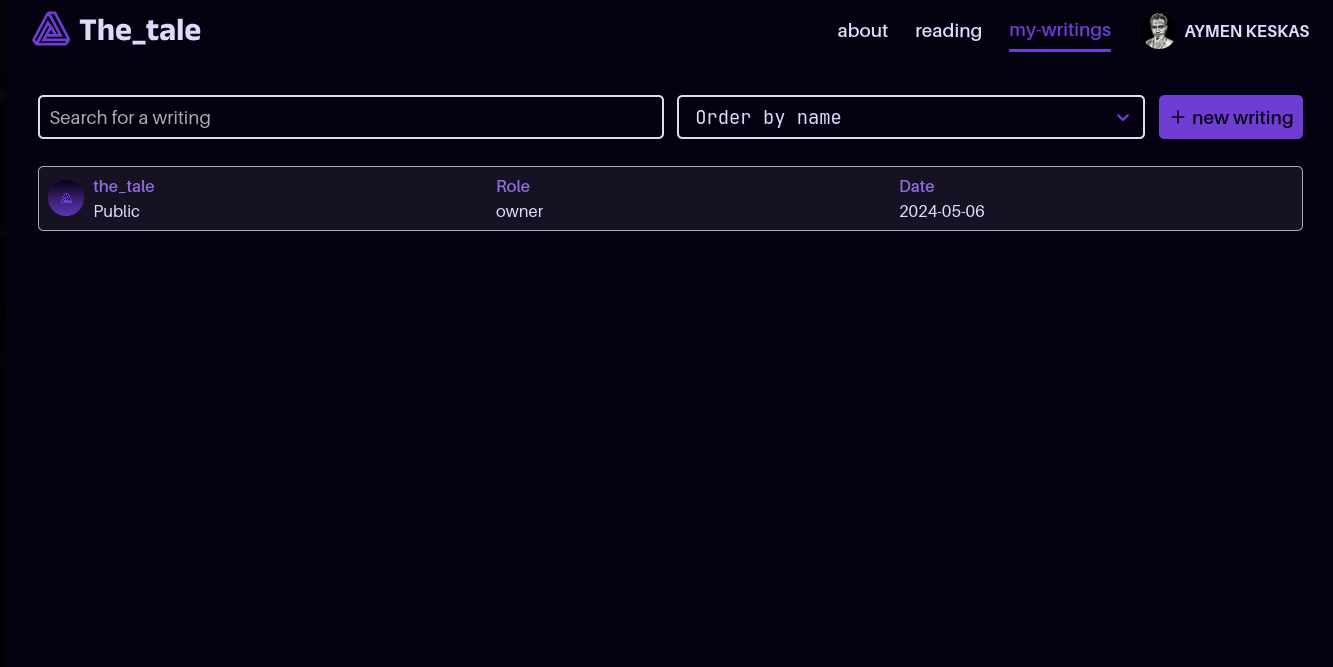 The_tale
about reading my-writings AYMEN KESKAS
Search for a writing Order by name + new writing
the_tale Role Date
Public owner 2024-05-06